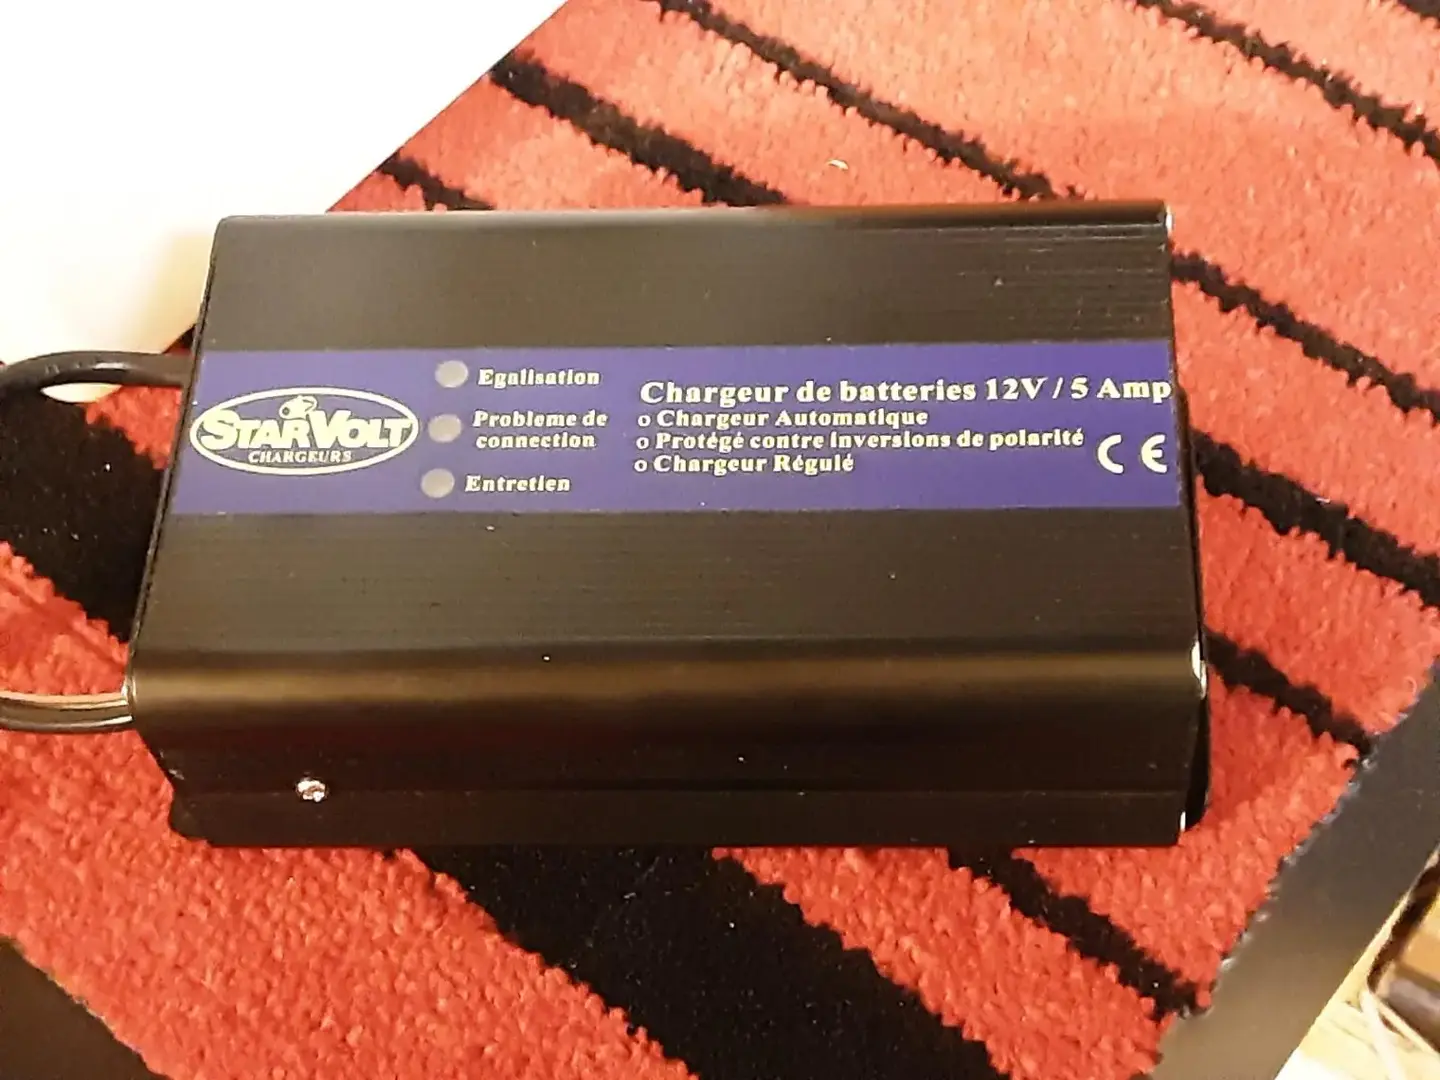 STARVOLT
CHARGEURS
Egalisation
Probleme de
connection
Entretien
Chargeur de batteries 12V / 5 Amp
o Chargeur Automatique
o Protégé contre inversions de polarité
o Chargeur Régulé
CE